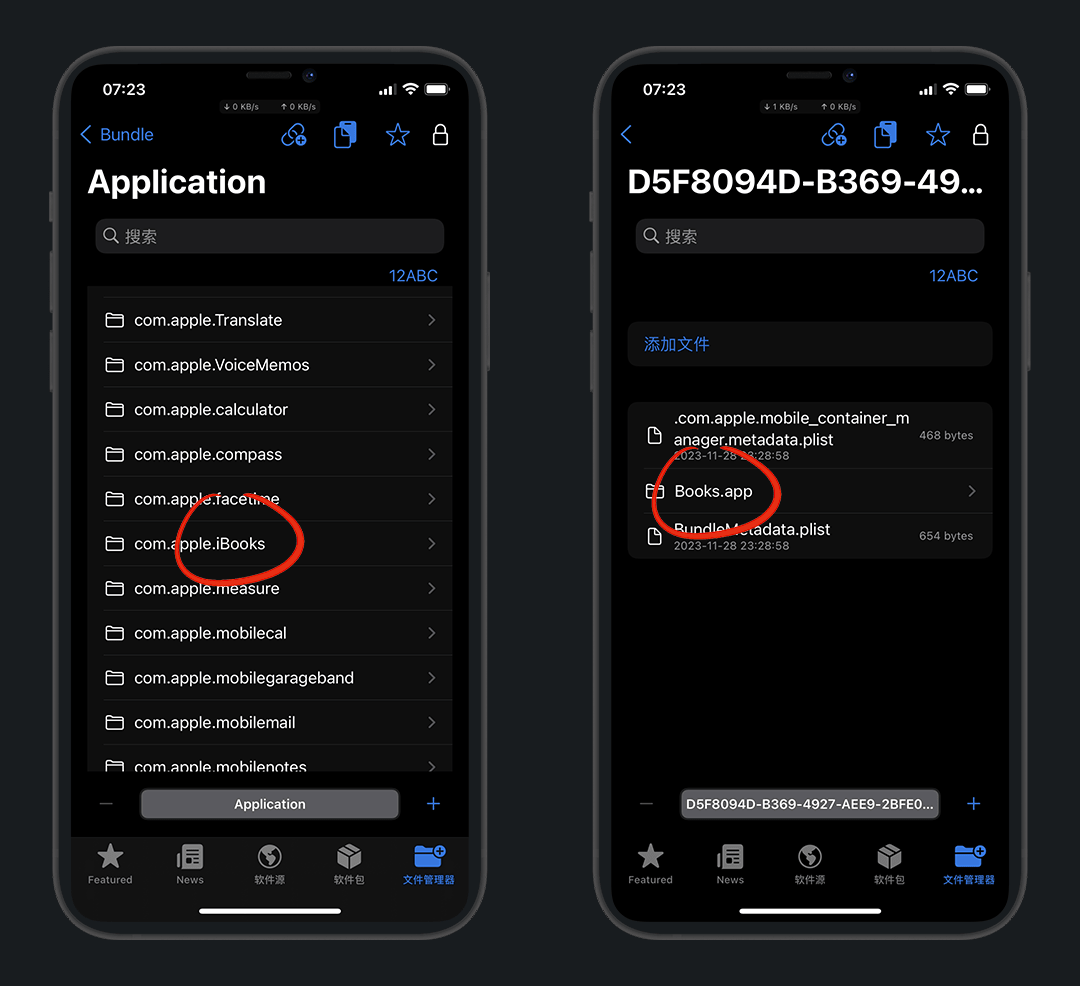 07:23
↓ 0 KB/s ↑ 0 KB/s
Bundle
Application
搜索
12ABC
com.apple.Translate
com.apple.VoiceMemos
com.apple.calculator
com.apple.compass
com.apple.facetime
com.apple.iBooks
com.apple.measure
com.apple.mobilecal
com.apple.mobilegarageband
com.apple.mobilemail
com.apple.mobilenotes
Application
Featured News 软件源 软件包 文件管理器
07:23
↓ 1 KB/s ↑ 0 KB/s
D5F8094D-B369-49...
搜索
12ABC
添加文件
.com.apple.mobile_container_m
anager.metadata.plist 468 bytes
2023-11-28 23:28:58
Books.app
BundleMetadata.plist 654 bytes
2023-11-28 23:28:58
D5F8094D-B369-4927-AEE9-2BFE0...
Featured News 软件源 软件包 文件管理器